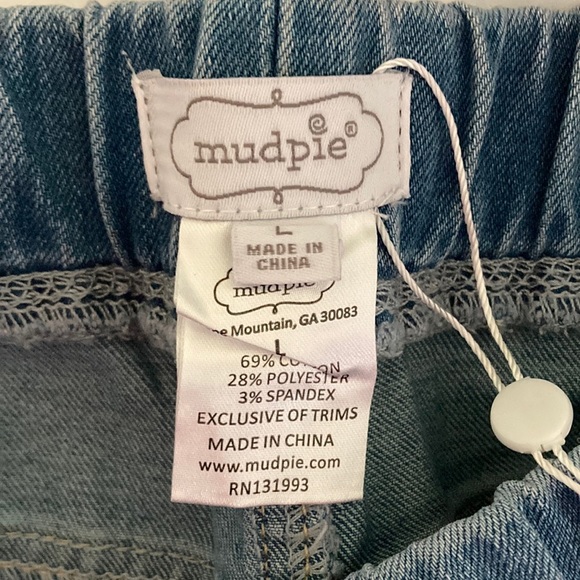 mudpie®
L
MADE IN
CHINA
mudpie
Mountain, GA 30083
L
69% COTTON
28% POLYESTER
3% SPANDEX
EXCLUSIVE OF TRIMS
MADE IN CHINA
www.mudpie.com
RN131993